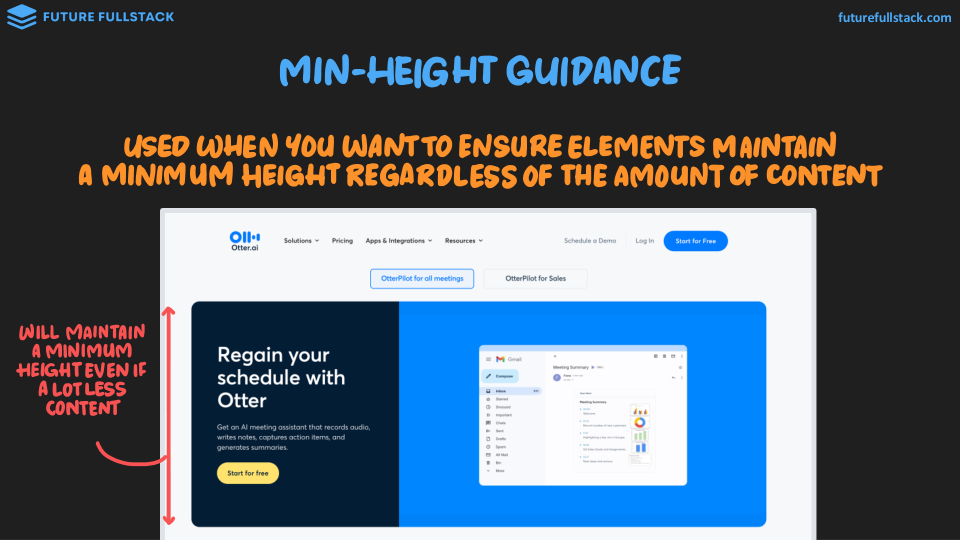 FUTURE FULLSTACK
futurefullstack.com
MIN-HEIGHT GUIDANCE
USED WHEN YOU WANT TO ENSURE ELEMENTS MAINTAIN
A MINIMUM HEIGHT REGARDLESS OF THE AMOUNT OF CONTENT
Otter.ai
Solutions
Pricing
Apps & Integrations
Resources
Schedule a Demo
Log In
Start for Free
OtterPilot for all meetings
OtterPilot for Sales
WILL MAINTAIN
A MINIMUM
HEIGHT EVEN IF
A LOT LESS
CONTENT
Regain your
schedule with
Otter
Get an AI meeting assistant that records audio,
writes notes, captures action items, and
generates summaries.
Start for free
Gmail
Compose
Inbox
Starred
Snoozed
Important
Chats
Sent
Drafts
Spam
All Mail
Bin
More
Meeting Summary
Meeting Summary